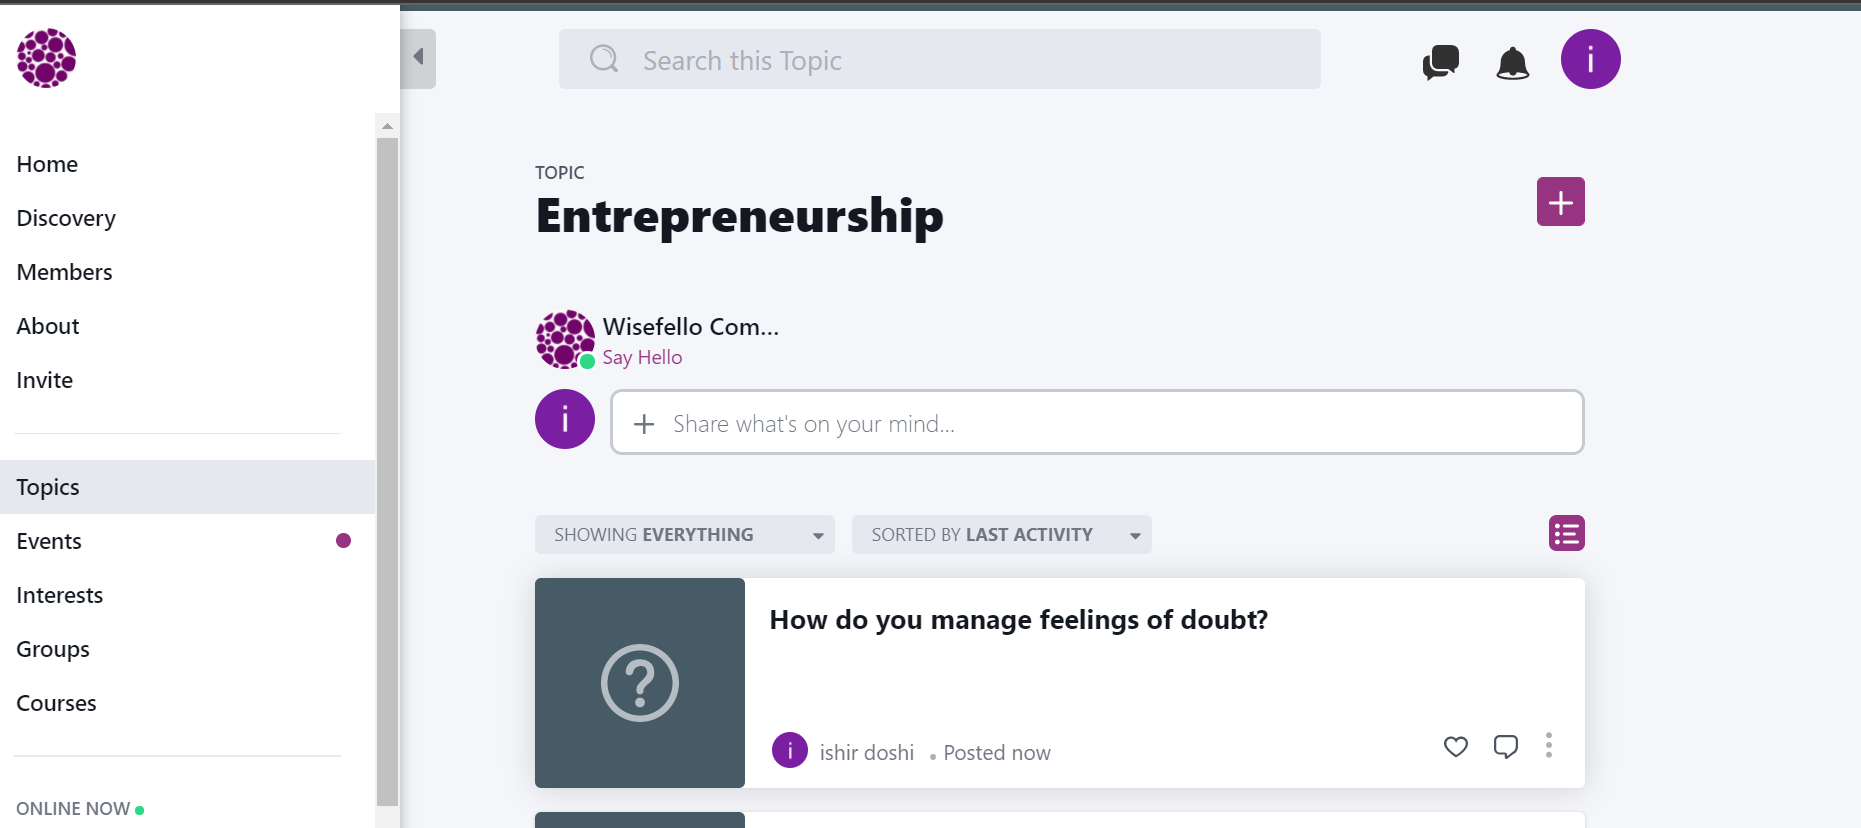 Home
Discovery
Members
About
Invite
Topics
Events
Interests
Groups
Courses
ONLINE NOW
Search this Topic
i
TOPIC
Entrepreneurship
Wisefello Com...
Say Hello
i
Share what's on your mind...
SHOWING EVERYTHING
SORTED BY LAST ACTIVITY
How do you manage feelings of doubt?
i ishir doshi Posted now